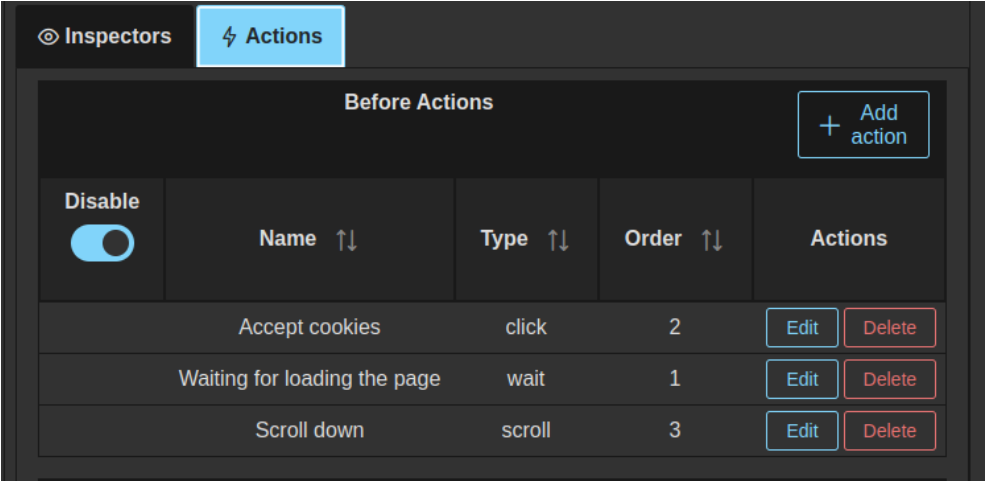 Inspectors Actions
Before Actions
Add
action
Disable
Name Type Order Actions
Accept cookies click 2 Edit Delete
Waiting for loading the page wait 1 Edit Delete
Scroll down scroll 3 Edit Delete